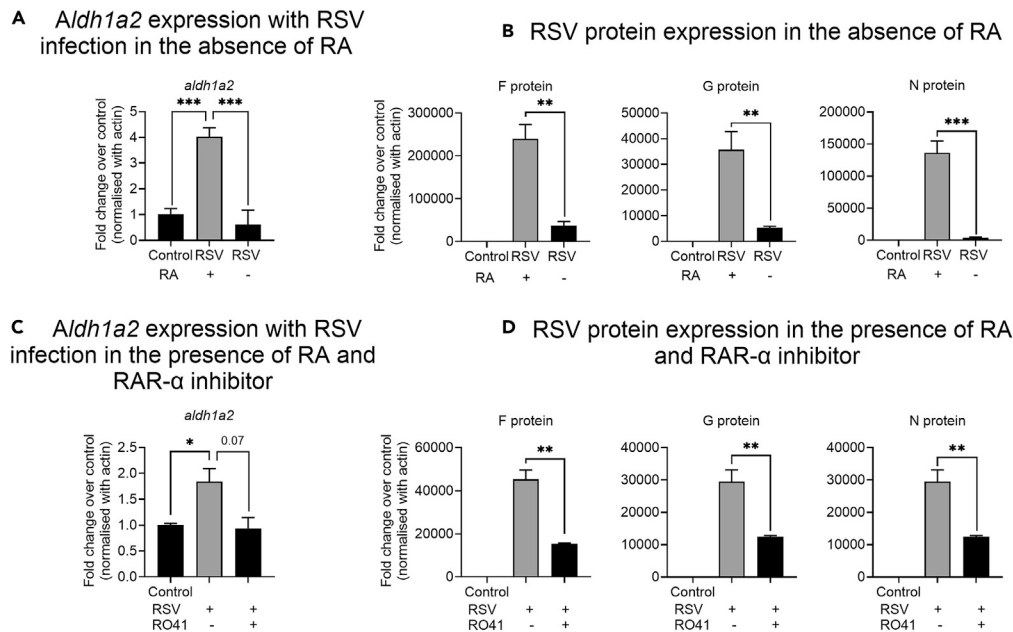 A Aldh1a2 expression with RSV
infection in the absence of RA
aldh1a2
*** ***
Fold change over control
(normalised with actin)
5
4
3
2
1
0
Control RSV RSV
RA + -
B RSV protein expression in the absence of RA
F protein
**
Fold change over control
(normalised with actin)
300000
200000
100000
0
Control RSV RSV
RA + -
G protein
**
50000
40000
30000
20000
10000
0
Control RSV RSV
RA + -
N protein
***
200000
150000
100000
50000
0
Control RSV RSV
RA + -
C Aldh1a2 expression with RSV
infection in the presence of RA and
RAR-α inhibitor
aldh1a2
* 0.07
Fold change over control
(normalised with actin)
2.5
2.0
1.5
1.0
0.5
0.0
Control
RSV + +
RO41 - +
D RSV protein expression in the presence of RA
and RAR-α inhibitor
F protein
**
Fold change over control
(normalised with actin)
60000
40000
20000
0
Control
RSV + +
RO41 - +
G protein
**
40000
30000
20000
10000
0
Control
RSV + +
RO41 - +
N protein
**
40000
30000
20000
10000
0
Control
RSV + +
RO41 - +